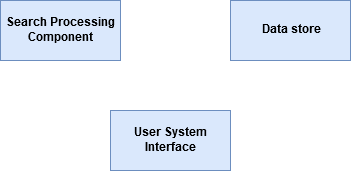 Search Processing
Component
Data store
User System
Interface